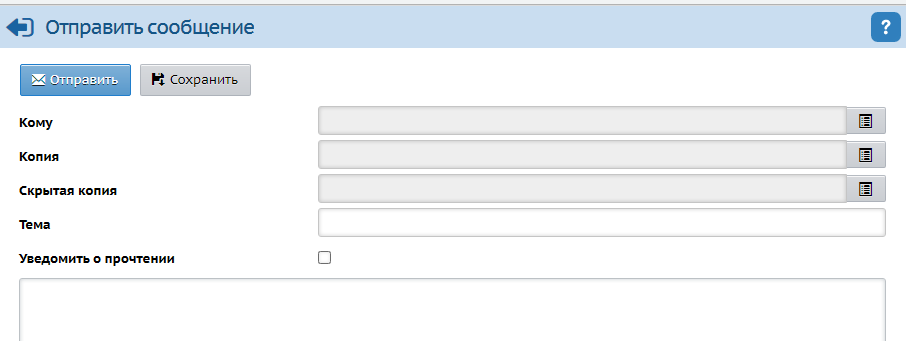 Отправить сообщение
?
Отправить
Сохранить
Кому
Копия
Скрытая копия
Тема
Уведомить о прочтении